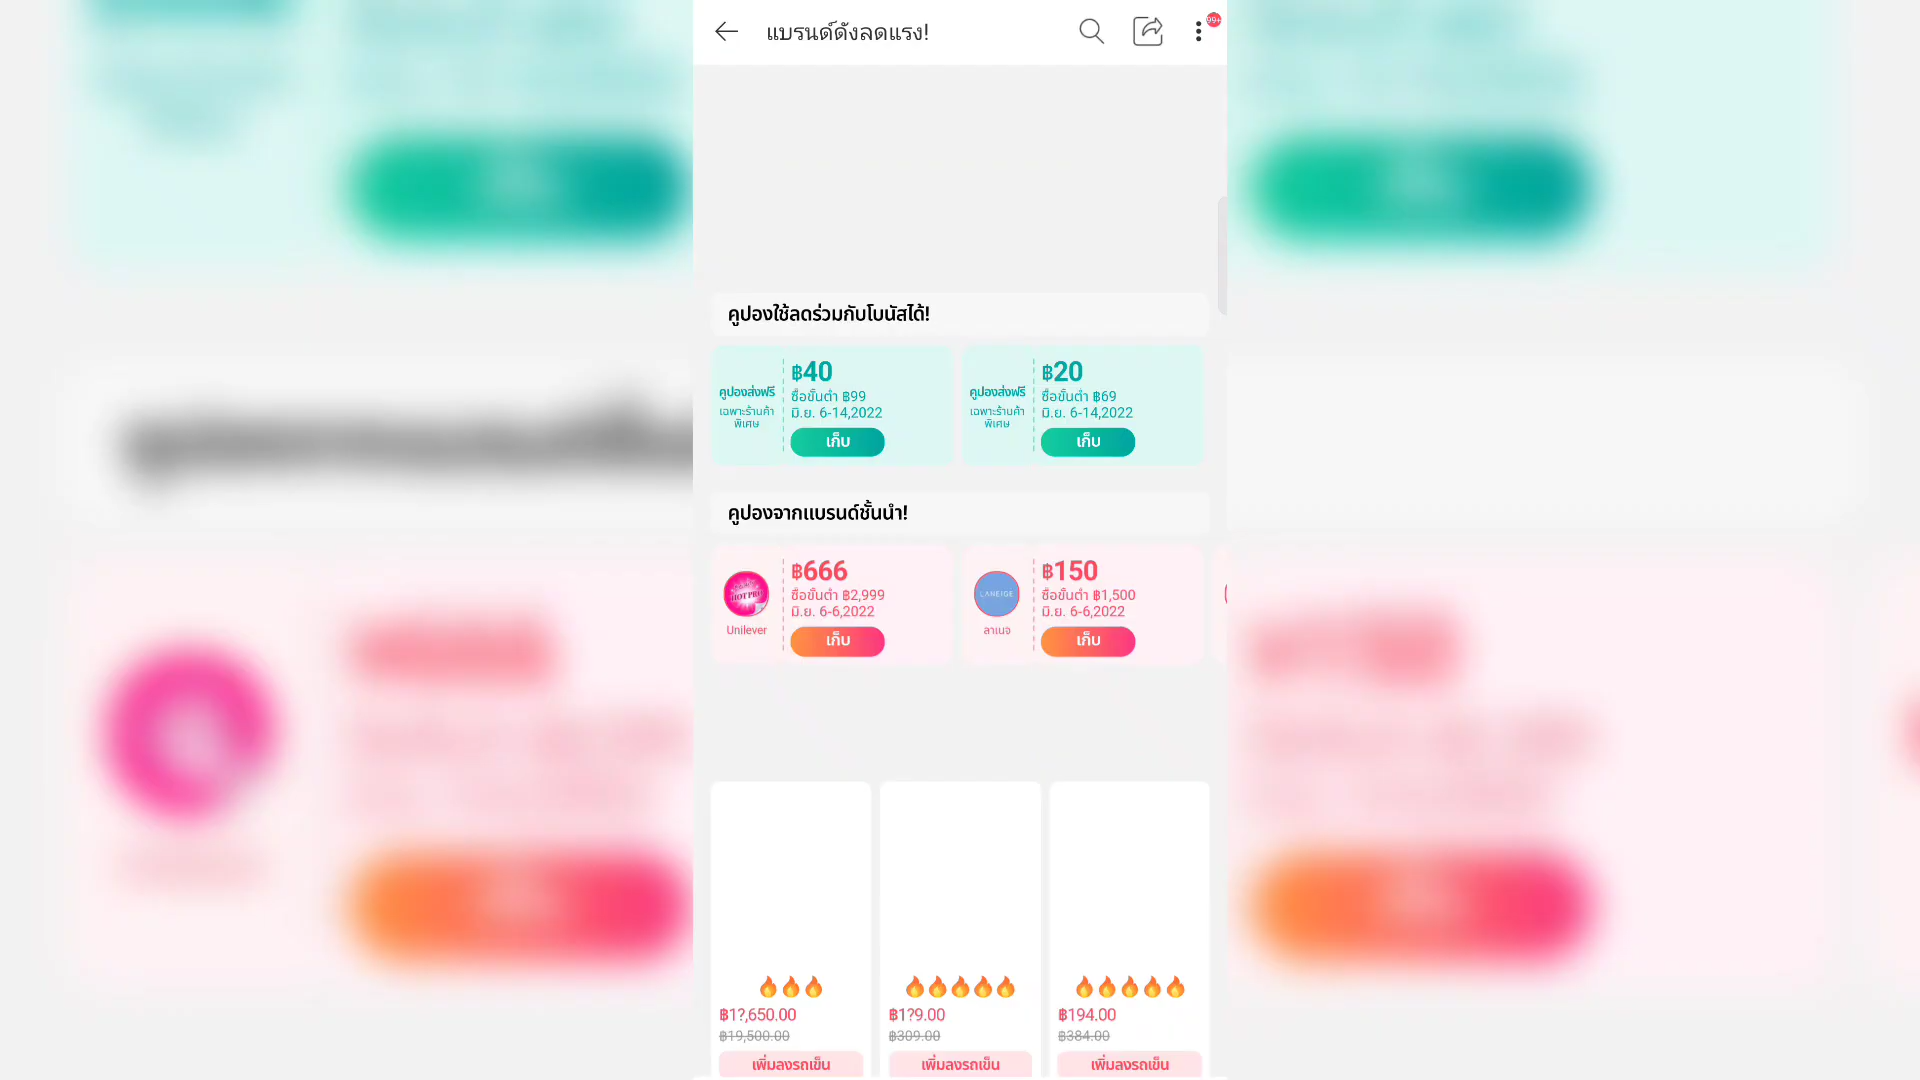 แบรนด์ดังลดแรง!
99+
คูปองใช้ลดร่วมกับโบนัสได้!
คูปองส่งฟรี
เฉพาะร้านค้า
พิเศษ
฿40
ซื้อขั้นต่ำ ฿99
มิ.ย. 6-14,2022
เก็บ
คูปองส่งฟรี
เฉพาะร้านค้า
พิเศษ
฿20
ซื้อขั้นต่ำ ฿69
มิ.ย. 6-14,2022
เก็บ
คูปองจากแบรนด์ชั้นนำ!
HOT PRO
Unilever
฿666
ซื้อขั้นต่ำ ฿2,999
มิ.ย. 6-6,2022
เก็บ
LANEIGE
ลาเนจ
฿150
ซื้อขั้นต่ำ ฿1,500
มิ.ย. 6-6,2022
เก็บ
฿1?,650.00
฿19,500.00
เพิ่มลงรถเข็น
฿1?9.00
฿309.00
เพิ่มลงรถเข็น
฿194.00
฿384.00
เพิ่มลงรถเข็น